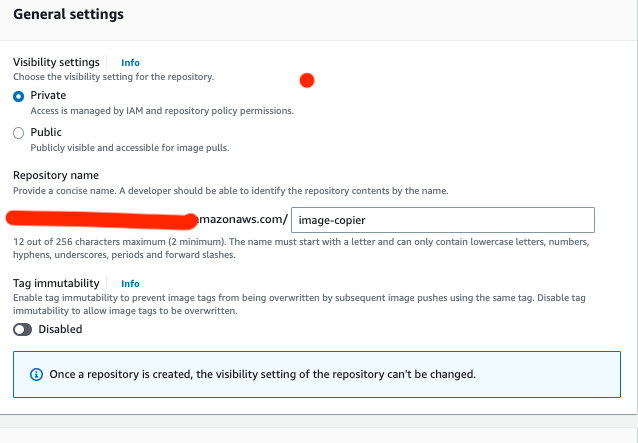 General settings
Visibility settings Info
Choose the visibility setting for the repository.
Private
Access is managed by IAM and repository policy permissions.
Public
Publicly visible and accessible for image pulls.
Repository name
Provide a concise name. A developer should be able to identify the repository contents by the name.
mazonaws.com/ image-copier
12 out of 256 characters maximum (2 minimum). The name must start with a letter and can only contain lowercase letters, numbers,
hyphens, underscores, periods and forward slashes.
Tag immutability Info
Enable tag immutability to prevent image tags from being overwritten by subsequent image pushes using the same tag. Disable tag
immutability to allow image tags to be overwritten.
Disabled
Once a repository is created, the visibility setting of the repository can't be changed.